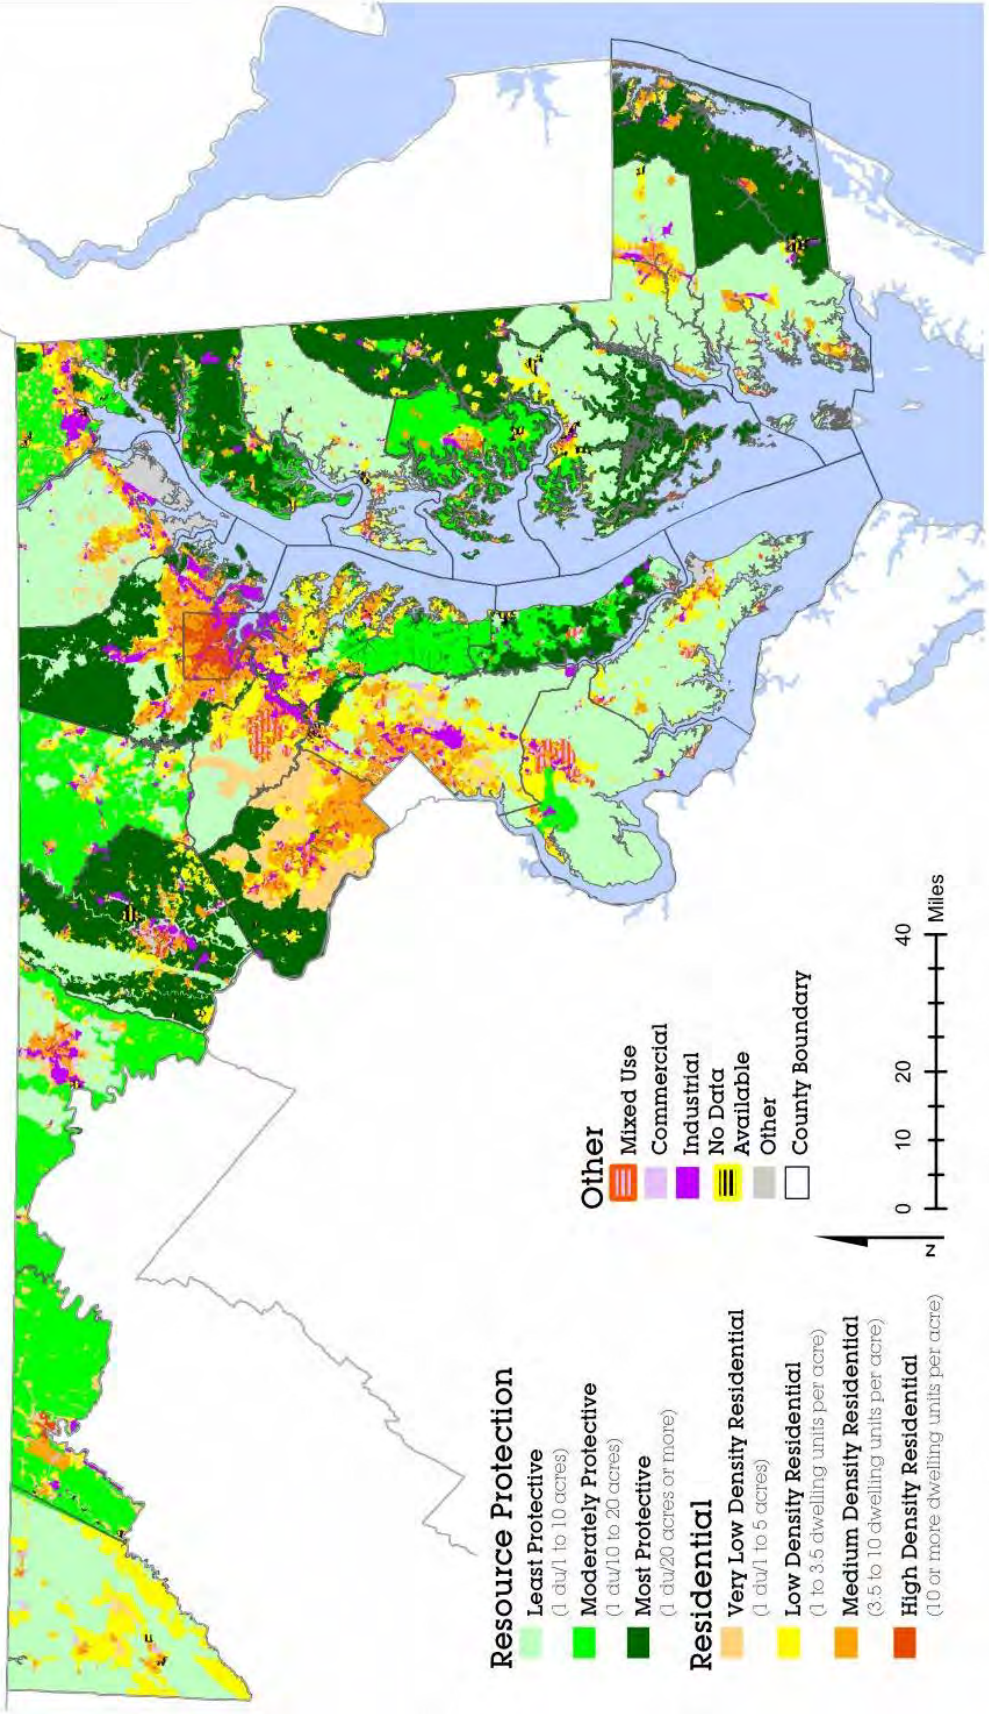 Resource Protection
Least Protective
(1 du/1 to 10 acres)
Moderately Protective
(1 du/10 to 20 acres)
Most Protective
(1 du/20 acres or more)
Residential
Very Low Density Residential
(1 du/1 to 5 acres)
Low Density Residential
(1 to 3.5 dwelling units per acre)
Medium Density Residential
(3.5 to 10 dwelling units per acre)
High Density Residential
(10 or more dwelling units per acre)
Other
Mixed Use
Commercial
Industrial
No Data
Available
Other
County Boundary
N
0 10 20 40
Miles